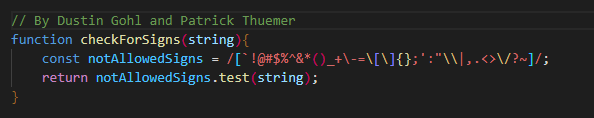 // By Dustin Gohl and Patrick Thuemer
function checkForSigns(string){
    const notAllowedSigns = /[`!@#$%^&*()_+\-=\[\]{};':"\\|,.<>\/?~]/;
    return notAllowedSigns.test(string);
}